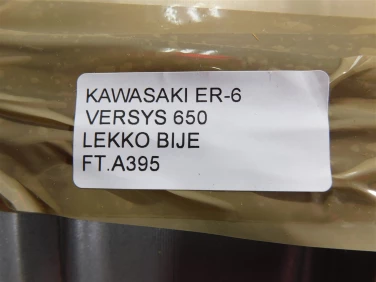 KAWASAKI ER-6
VERSYS 650
LEKKO BIJE
FT.A395